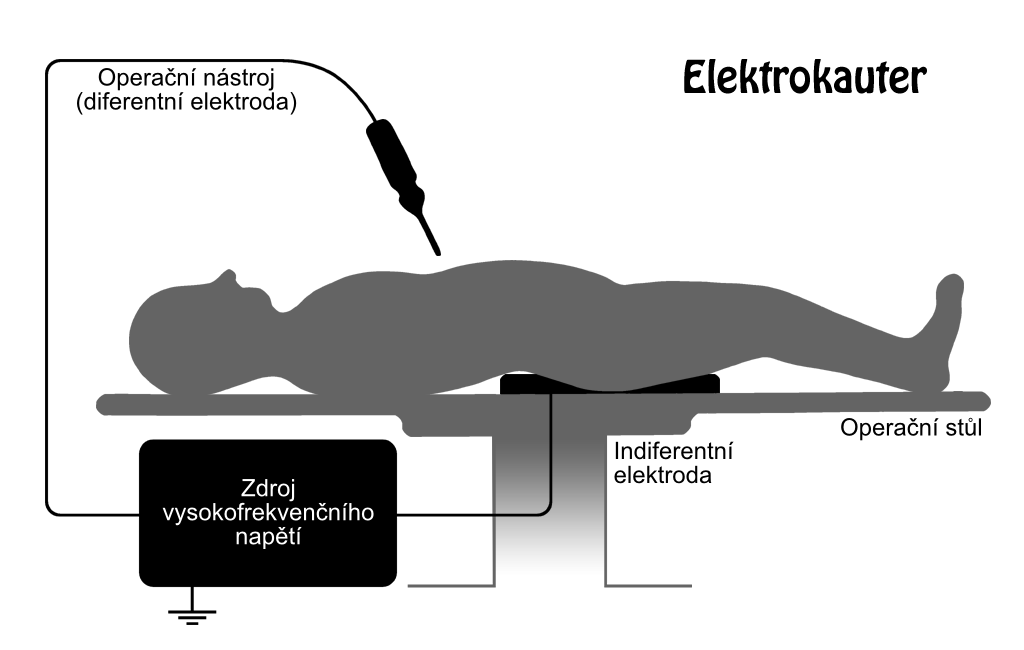 Elektrokauter
Operační nástroj
(diferentní elektroda)
Operační stůl
Indiferentní
elektroda
Zdroj
vysokofrekvenčního
napětí